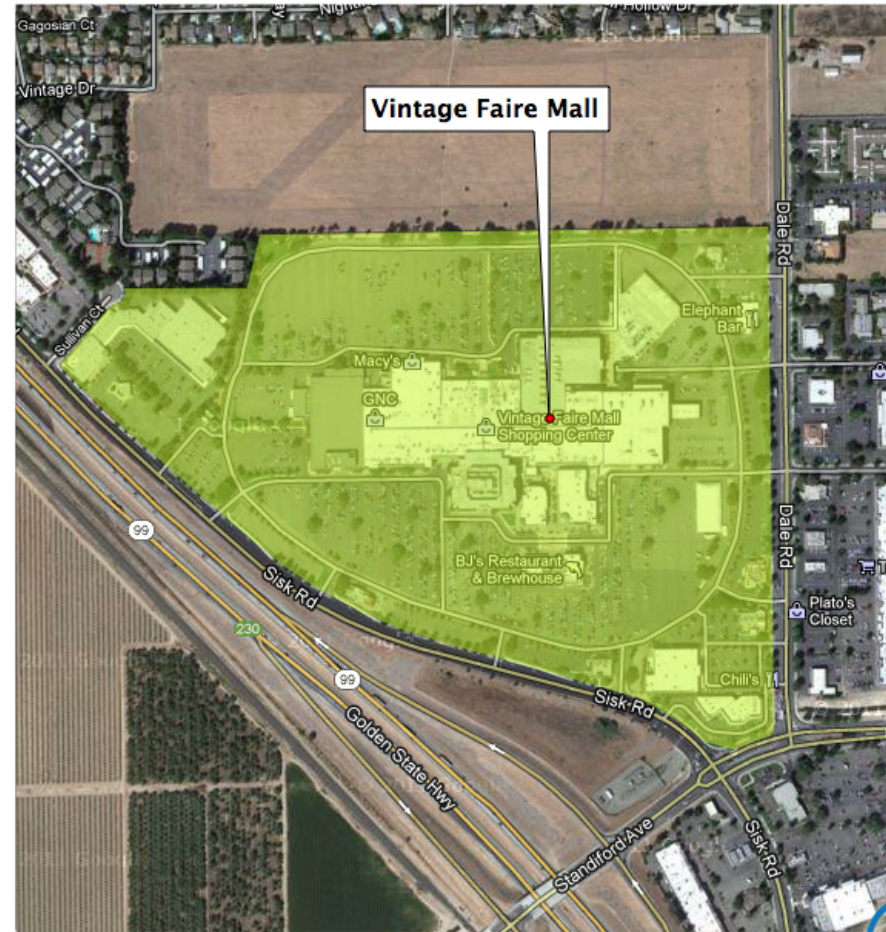 Gagosian Ct
Vintage Dr
Vintage Faire Mall
Dale Rd
Elephant
Bar
Sullivan Ct
Macy's
GNC
Vintage Faire Mall
Shopping Center
99
Sisk Rd
BJ's Restaurant
& Brewhouse
Dale Rd
Plato's
Closet
230
99
Chili's
Sisk Rd
Golden State Hwy
Standiford Ave
Sisk Rd